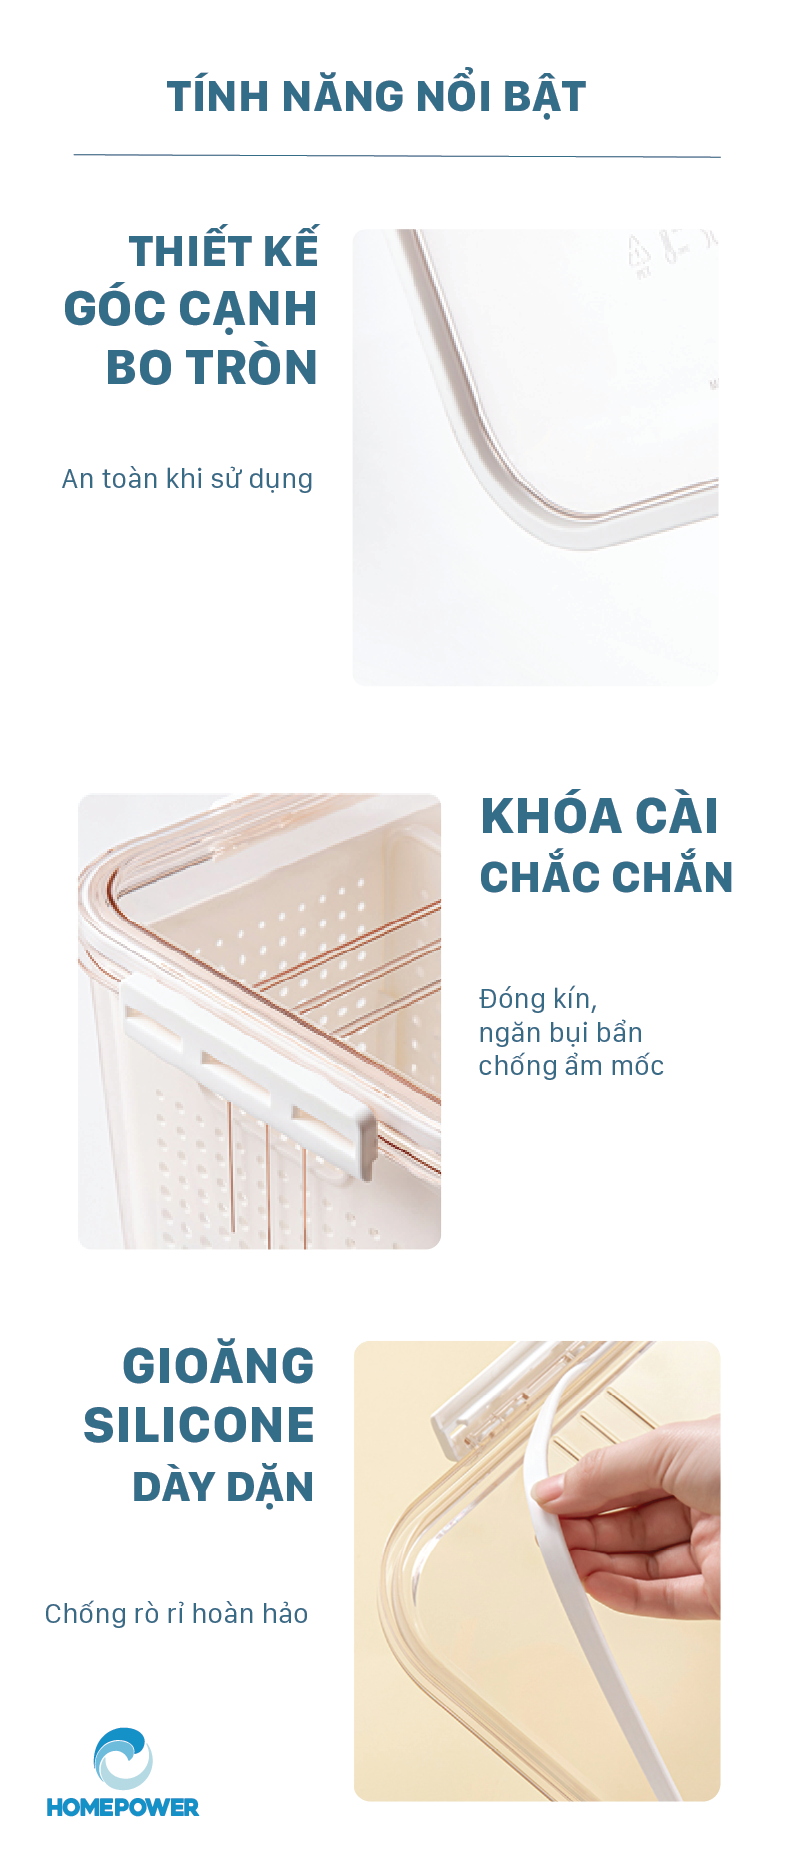 TÍNH NĂNG NỔI BẬT
THIẾT KẾ
GÓC CẠNH
BO TRÒN
An toàn khi sử dụng
KHÓA CÀI
CHẮC CHẮN
Đóng kín,
ngăn bụi bẩn
chống ẩm mốc
GIOĂNG
SILICONE
DÀY DẶN
Chống rò rỉ hoàn hảo
HOMEPOWER